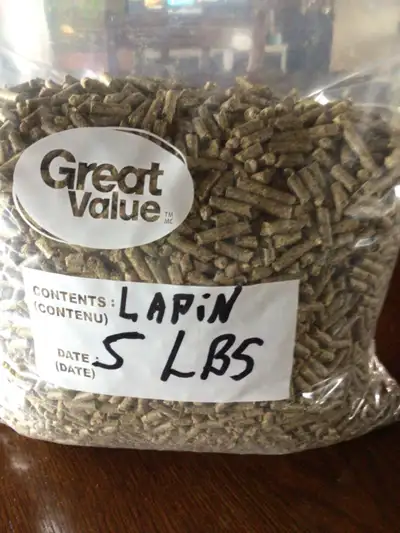 Great
Value TM
MC
CONTENTS : LAPiN
(CONTENU)
DATE : 5 LBS
(DATE)